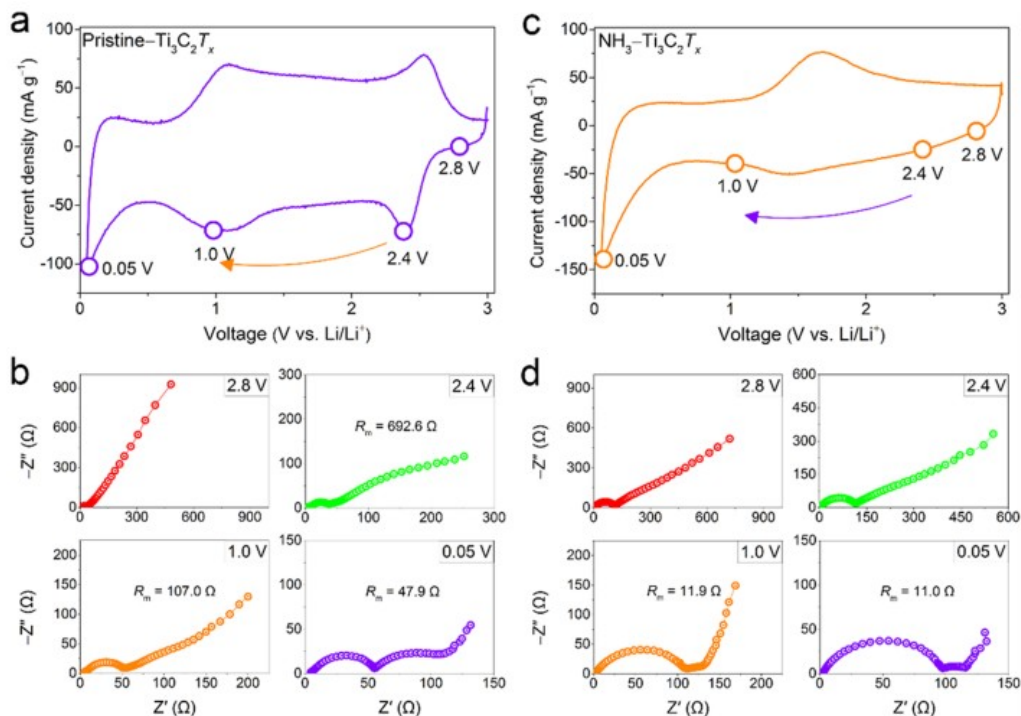 a
Pristine–Ti₃C₂Tₓ
Current density (mA g⁻¹)
100
50
0
-50
-100
0.05 V
1.0 V
2.4 V
2.8 V
0
1
2
3
Voltage (V vs. Li/Li⁺)
c
NH₃–Ti₃C₂Tₓ
Current density (mA g⁻¹)
100
50
0
-50
-100
-150
0.05 V
1.0 V
2.4 V
2.8 V
0
1
2
3
Voltage (V vs. Li/Li⁺)
b
–Z″ (Ω)
900
600
300
0
2.8 V
0 300 600 900
300
200
100
0
2.4 V
Rₘ = 692.6 Ω
0 100 200 300
–Z″ (Ω)
200
150
100
50
0
1.0 V
Rₘ = 107.0 Ω
0 50 100 150 200
Z′ (Ω)
150
100
50
0
0.05 V
Rₘ = 47.9 Ω
0 50 100 150
Z′ (Ω)
d
–Z″ (Ω)
900
600
300
0
2.8 V
0 300 600 900
600
450
300
150
0
2.4 V
0 150 300 450 600
–Z″ (Ω)
200
150
100
50
0
1.0 V
Rₘ = 11.9 Ω
0 50 100 150 200
Z′ (Ω)
150
100
50
0
0.05 V
Rₘ = 11.0 Ω
0 50 100 150
Z′ (Ω)